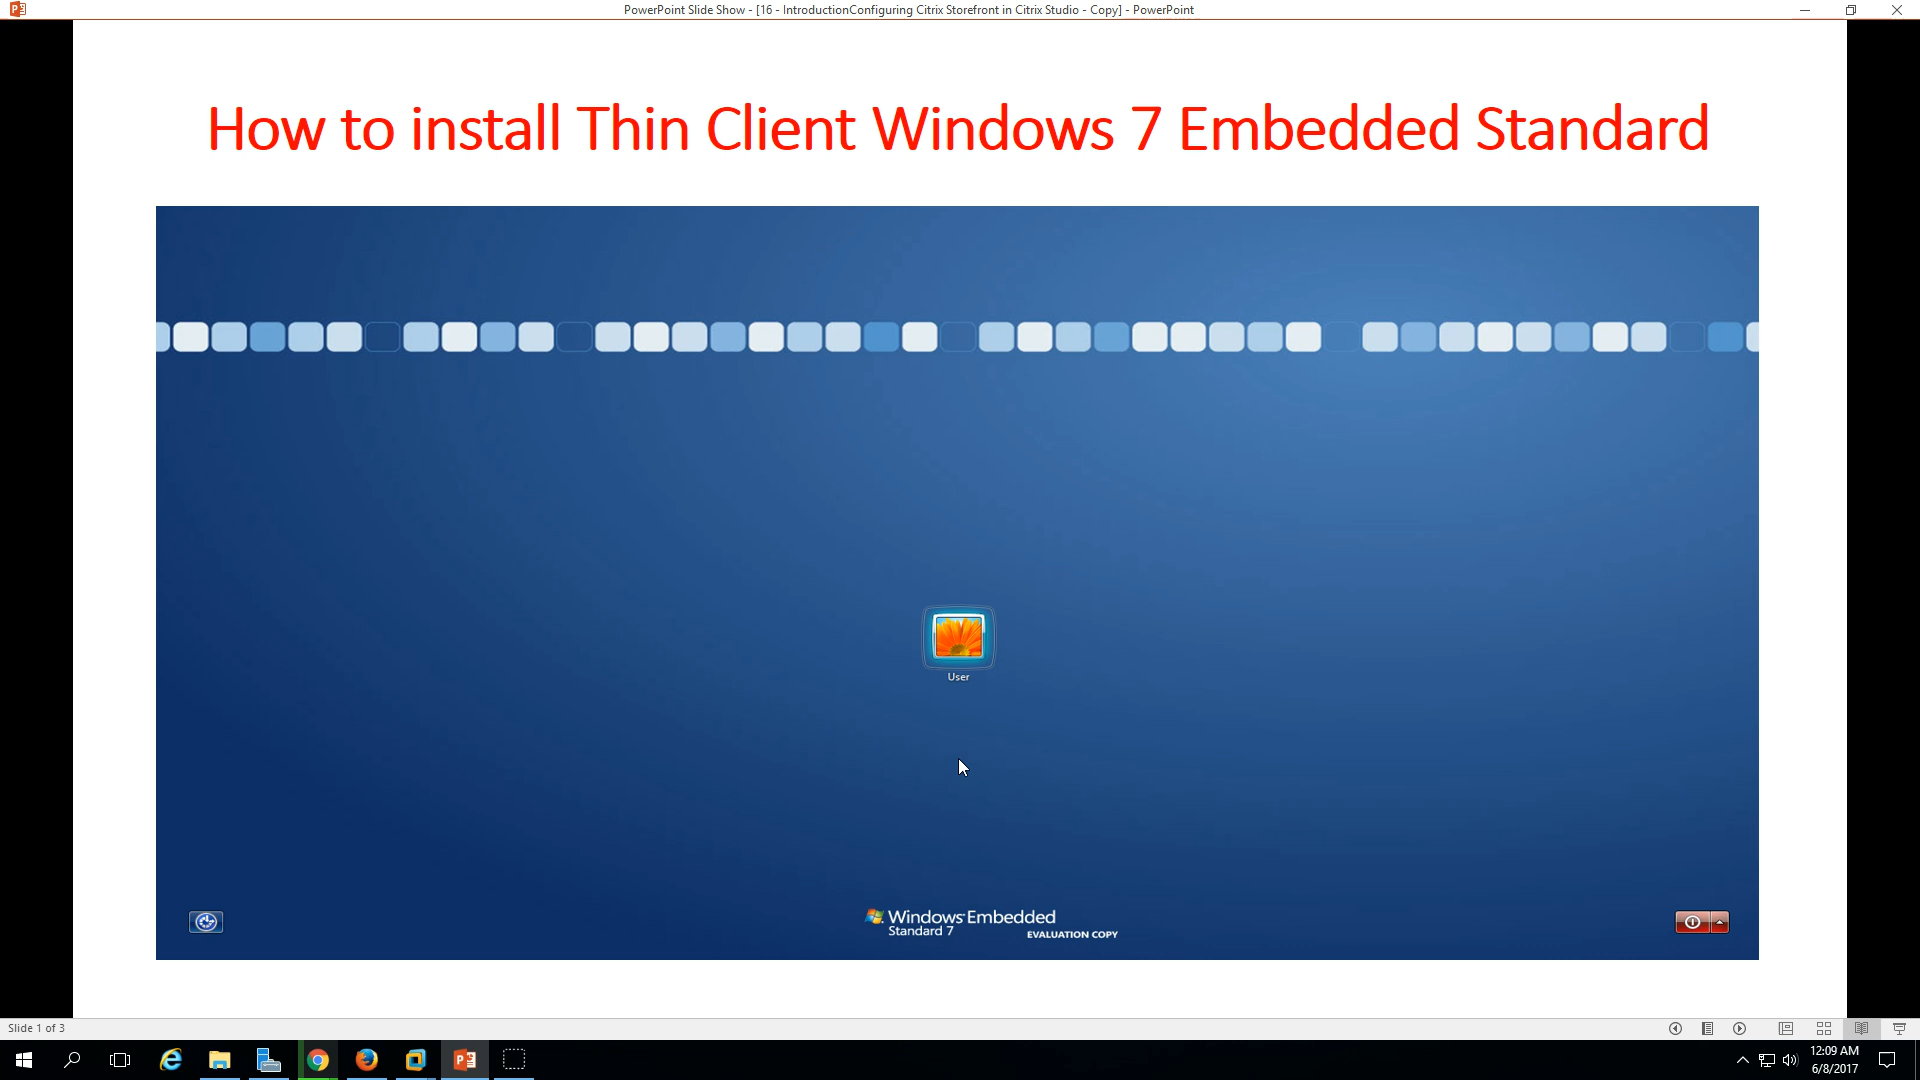 PowerPoint Slide Show - [16 - IntroductionConfiguring Citrix Storefront in Citrix Studio - Copy] - PowerPoint
How to install Thin Client Windows 7 Embedded Standard
User
Windows Embedded
Standard 7
EVALUATION COPY
Slide 1 of 3
12:09 AM
6/8/2017